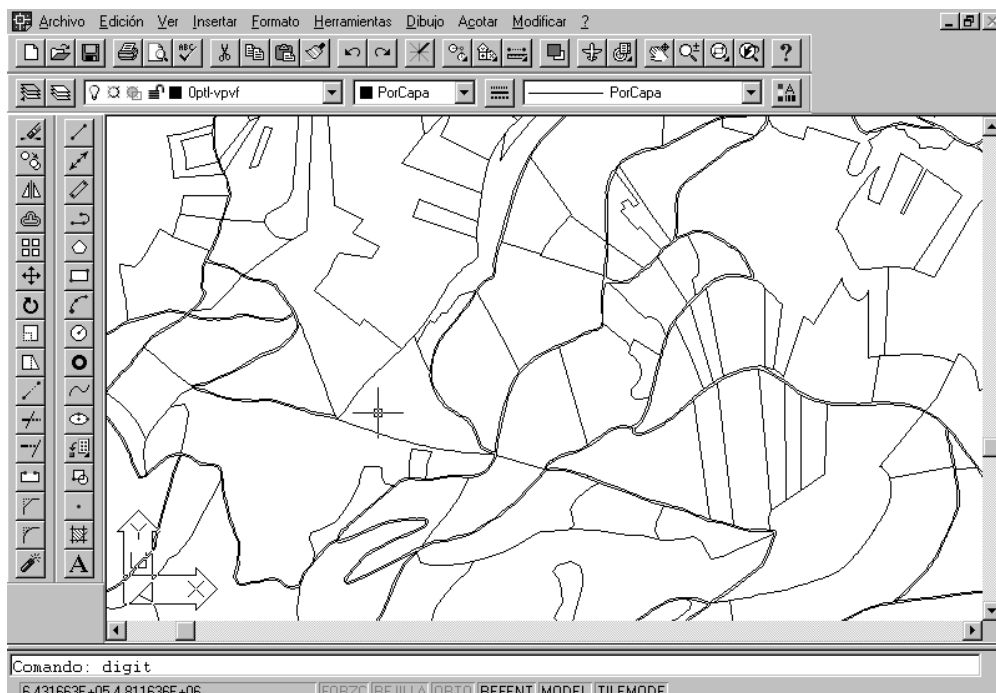 Archivo Edición Ver Insertar Formato Herramientas Dibujo Acotar Modificar ?
ABC
?
0ptl-vpvf PorCapa PorCapa
A
A
Y
X
Comando: digit
6.431663E+05,4.811636E+06 FORZC REJILLA ORTO REFENT MODEL TILEMODE